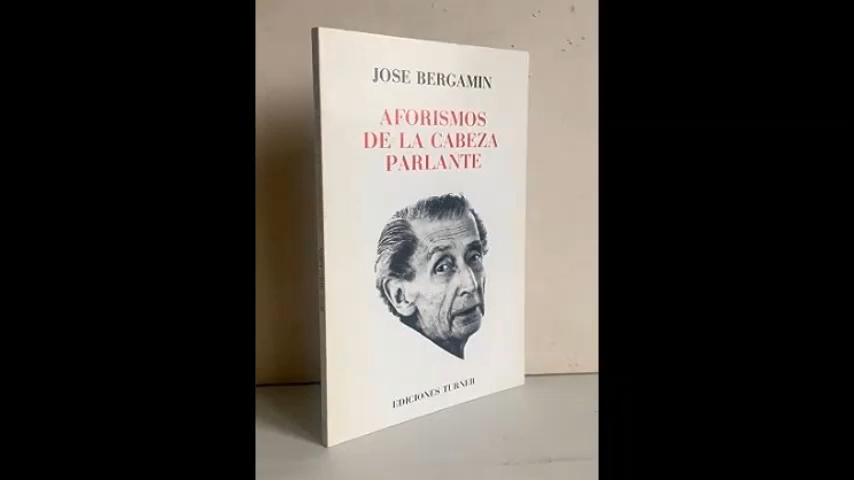 JOSE BERGAMIN
AFORISMOS
DE LA CABEZA
PARLANTE
EDICIONES TURNER